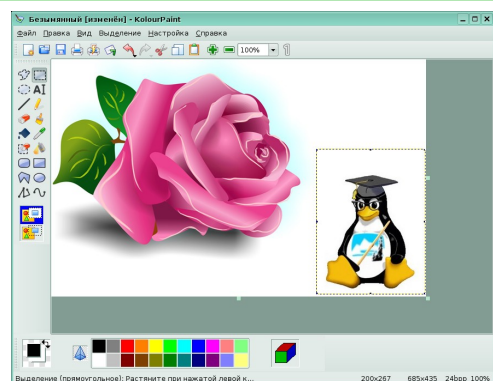 Безымянный [изменён] - KolourPaint
Файл Правка Вид Выделение Настройка Справка
100%
AI
Выделение (прямоугольное): Растяните при нажатой левой к... 200x267 685x435 24bpp 100%